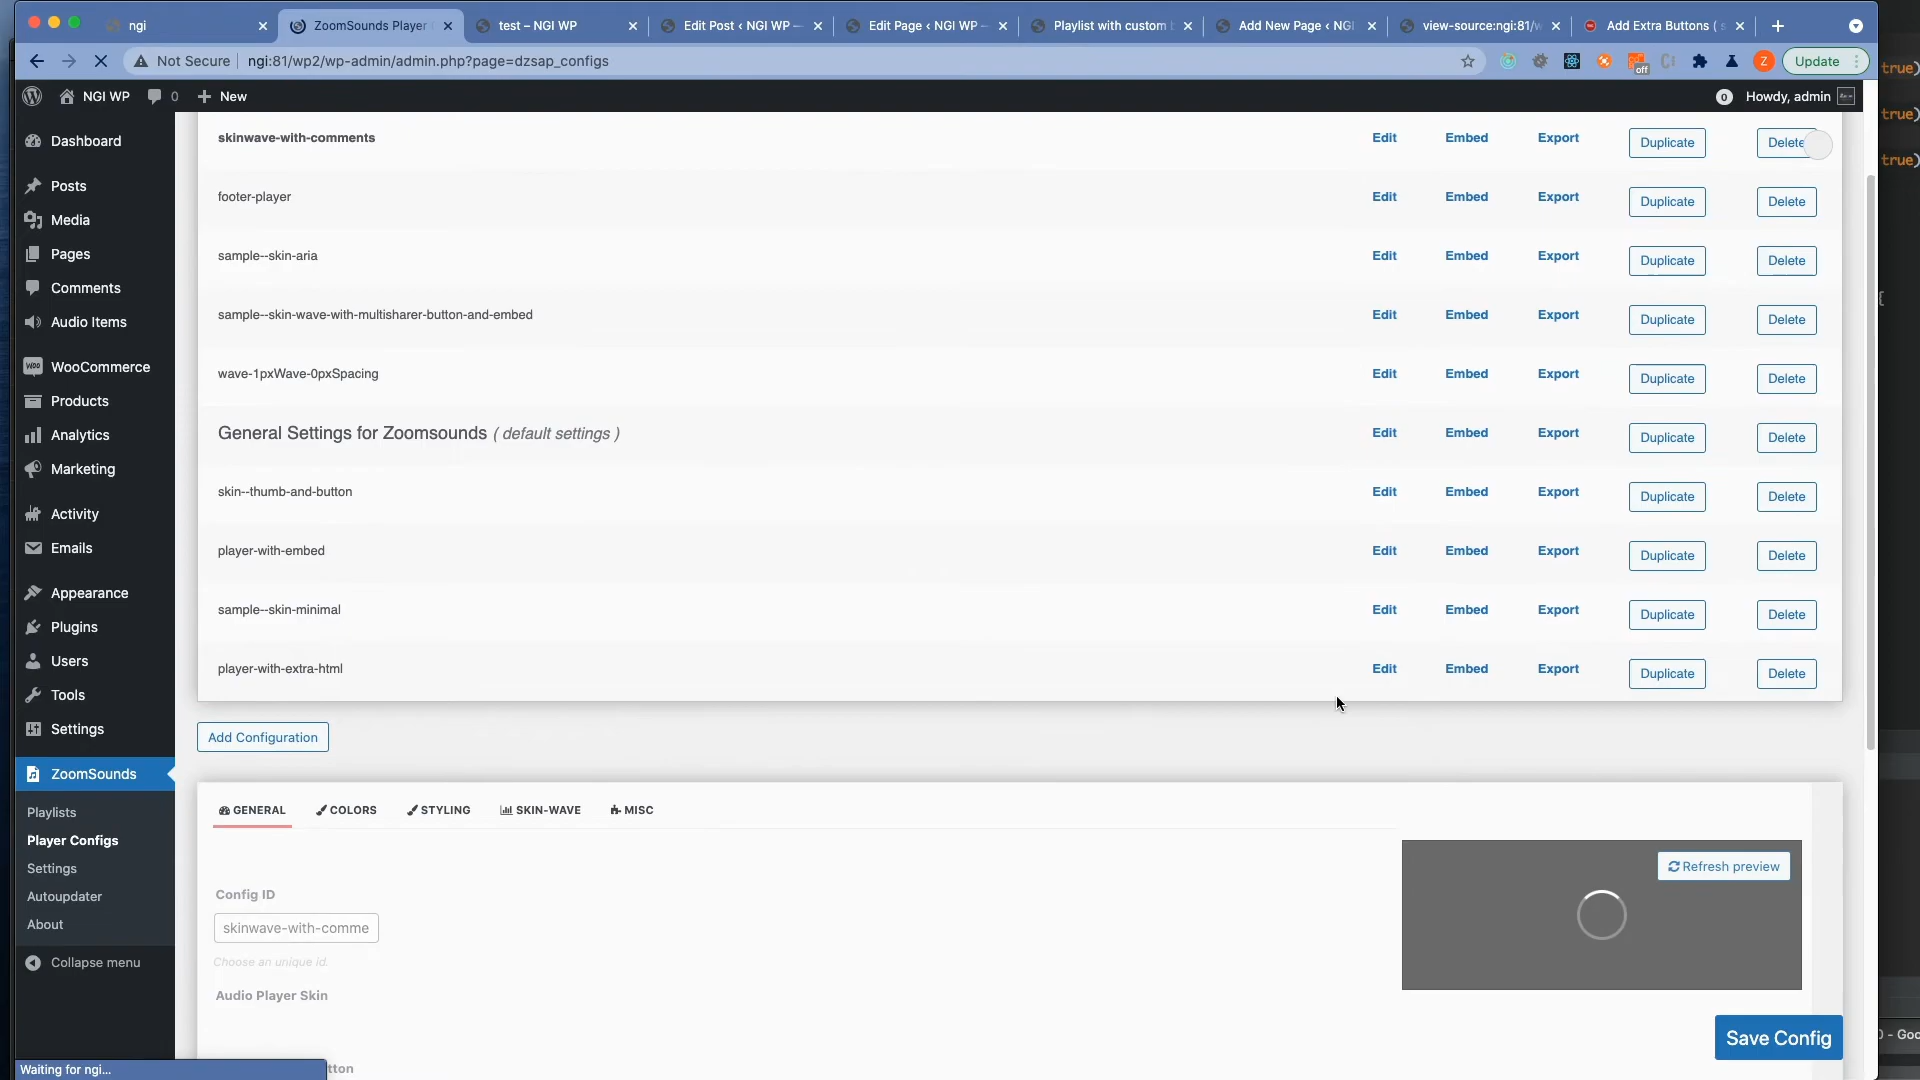 ngi
ZoomSounds Player
test – NGI WP
Edit Post ‹ NGI WP —
Edit Page ‹ NGI WP —
Playlist with custom
Add New Page ‹ NGI
view-source:ngi:81/w
Add Extra Buttons ( s
Not Secure
ngi:81/wp2/wp-admin/admin.php?page=dzsap_configs
off
Z
Update
true)
NGI WP
0
New
0
Howdy, admin
true)
true)
Dashboard
Posts
Media
Pages
Comments
Audio Items
WooCommerce
Products
Analytics
Marketing
Activity
Emails
Appearance
Plugins
Users
Tools
Settings
ZoomSounds
Playlists
Player Configs
Settings
Autoupdater
About
Collapse menu
skinwave-with-comments Edit Embed Export Duplicate Delete
footer-player Edit Embed Export Duplicate Delete
sample--skin-aria Edit Embed Export Duplicate Delete
sample--skin-wave-with-multisharer-button-and-embed Edit Embed Export Duplicate Delete
wave-1pxWave-0pxSpacing Edit Embed Export Duplicate Delete
General Settings for Zoomsounds ( default settings ) Edit Embed Export Duplicate Delete
skin--thumb-and-button Edit Embed Export Duplicate Delete
player-with-embed Edit Embed Export Duplicate Delete
sample--skin-minimal Edit Embed Export Duplicate Delete
player-with-extra-html Edit Embed Export Duplicate Delete
Add Configuration
GENERAL COLORS STYLING SKIN-WAVE MISC
Refresh preview
Config ID
skinwave-with-comme
Choose an unique id.
Audio Player Skin
Save Config
tton
Waiting for ngi...
{
- Goo